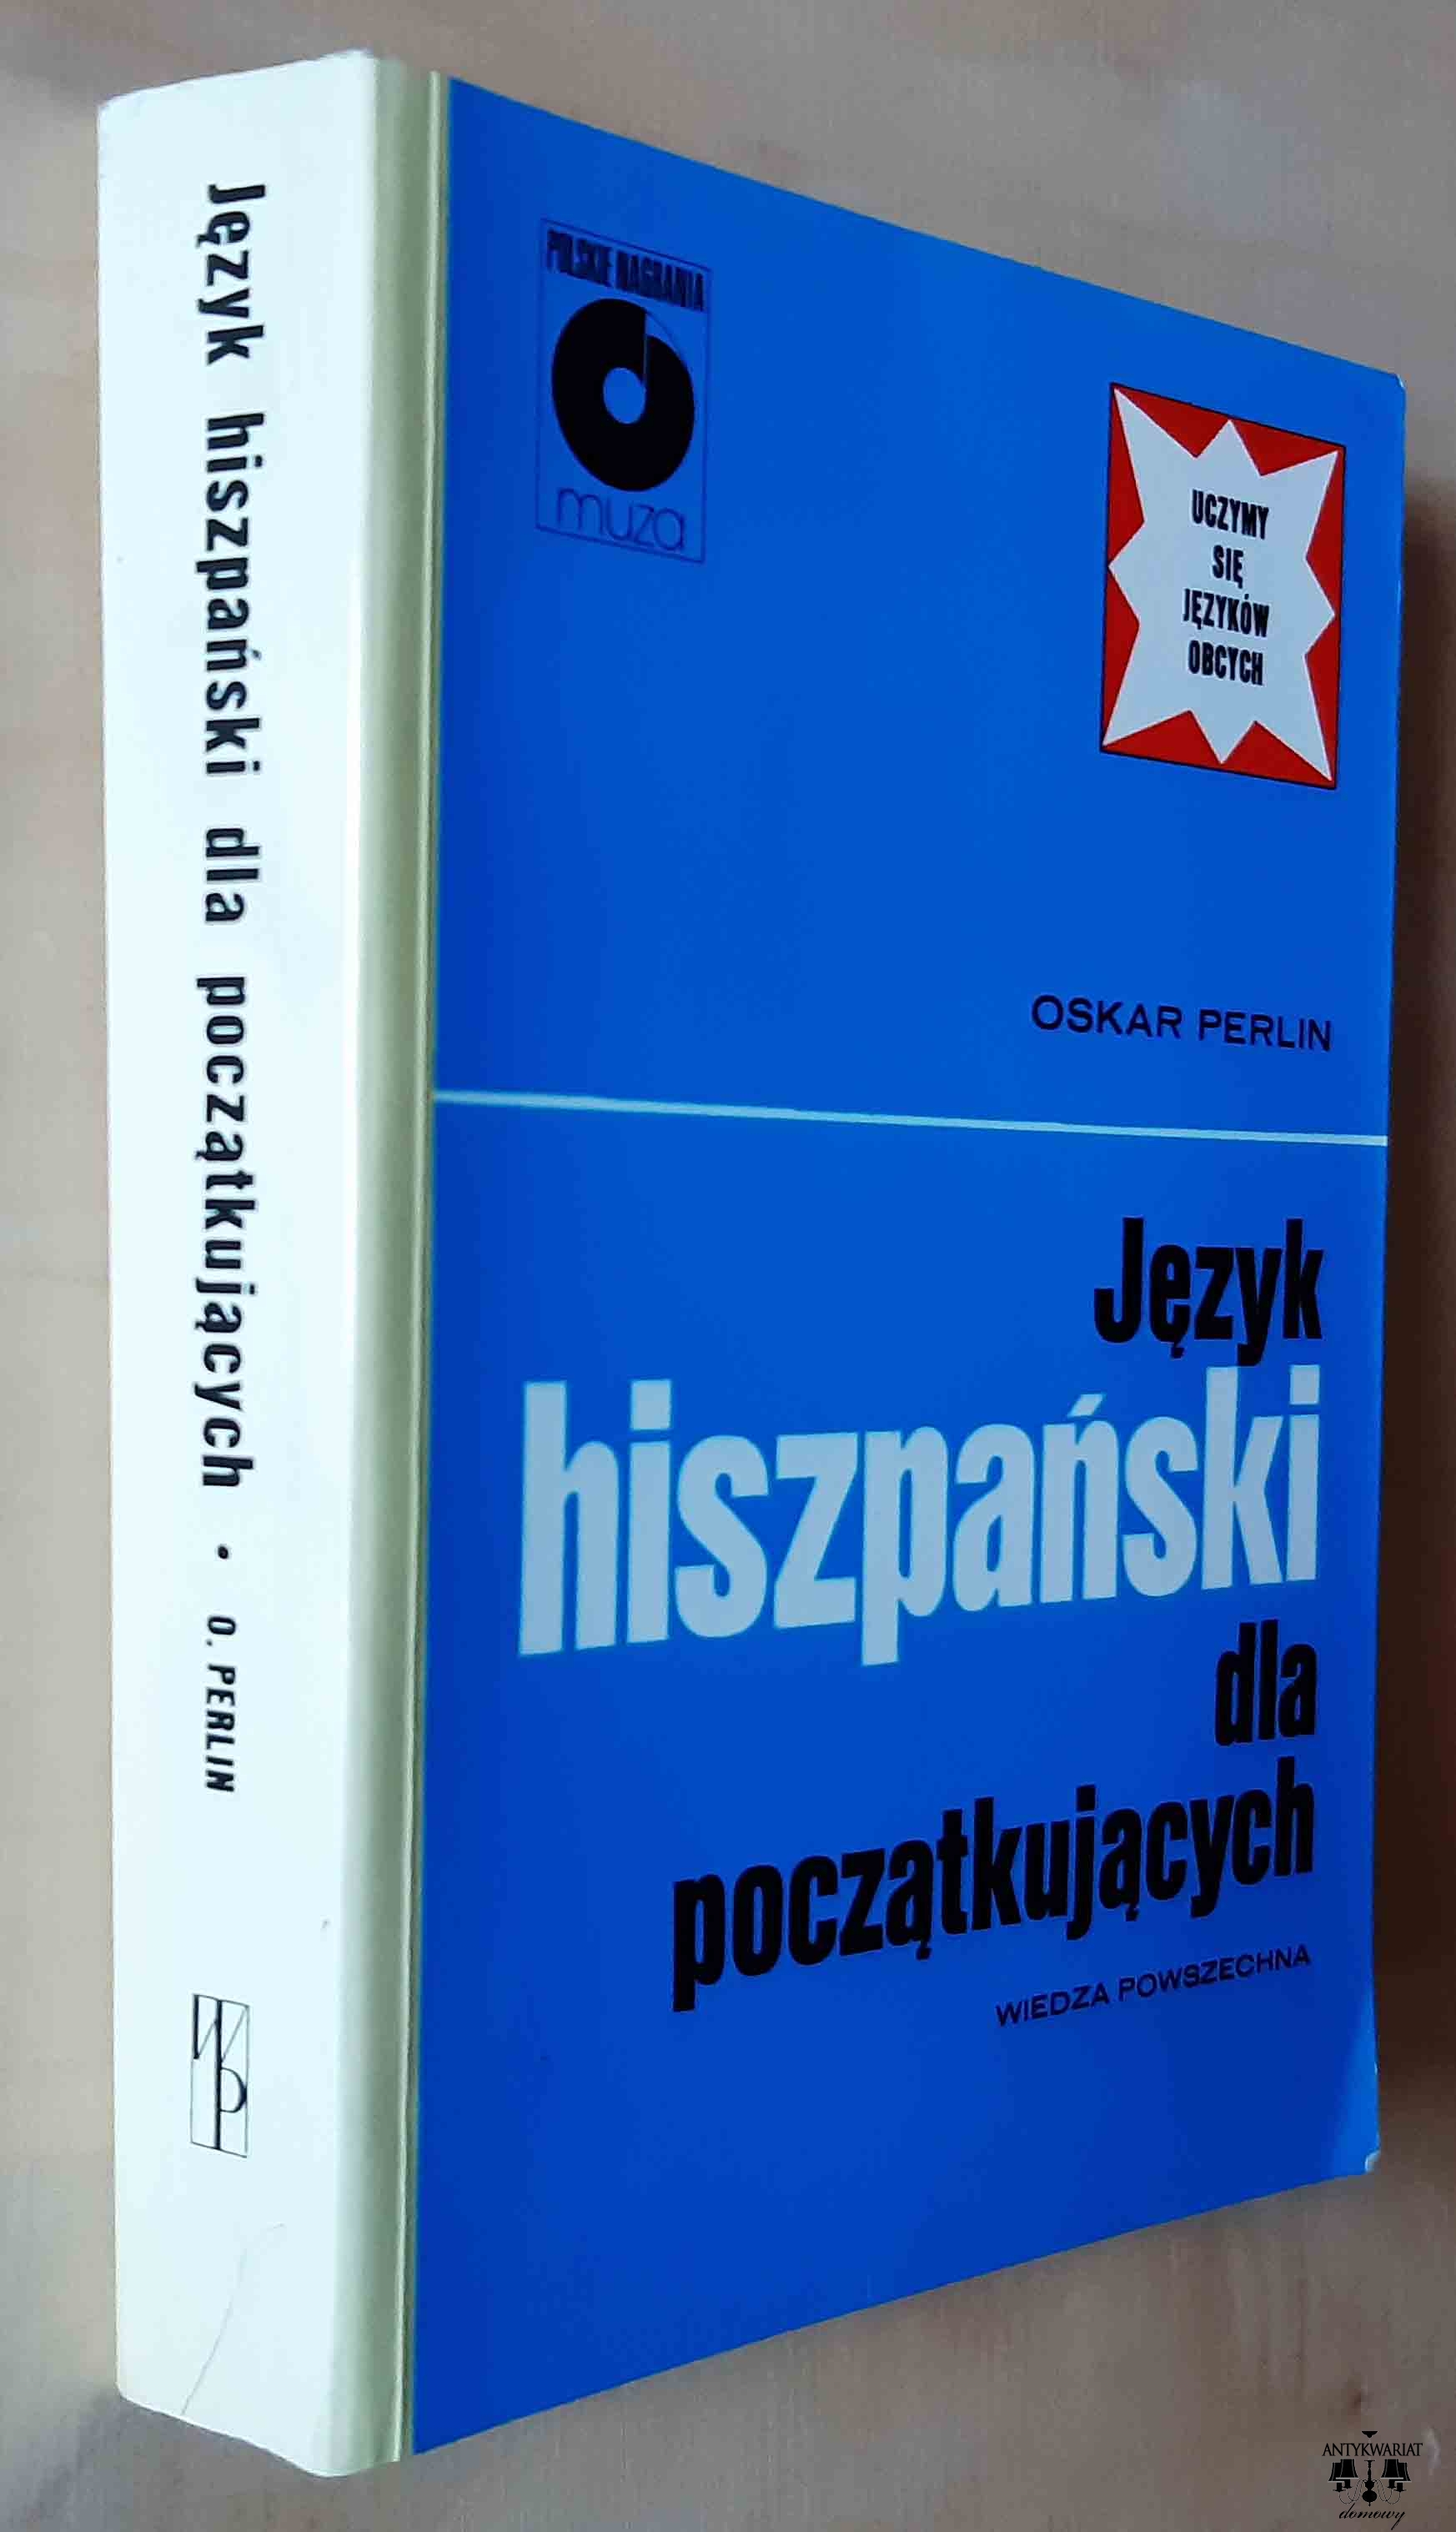 Język hiszpański dla początkujących • O. PERLIN
WP
POLSKIE NAGRANIA
muza
UCZYMY
SIĘ
JĘZYKÓW
OBCYCH
OSKAR PERLIN
Język
hiszpański
dla
początkujących
WIEDZA POWSZECHNA
ANTYKWARIAT
domowy